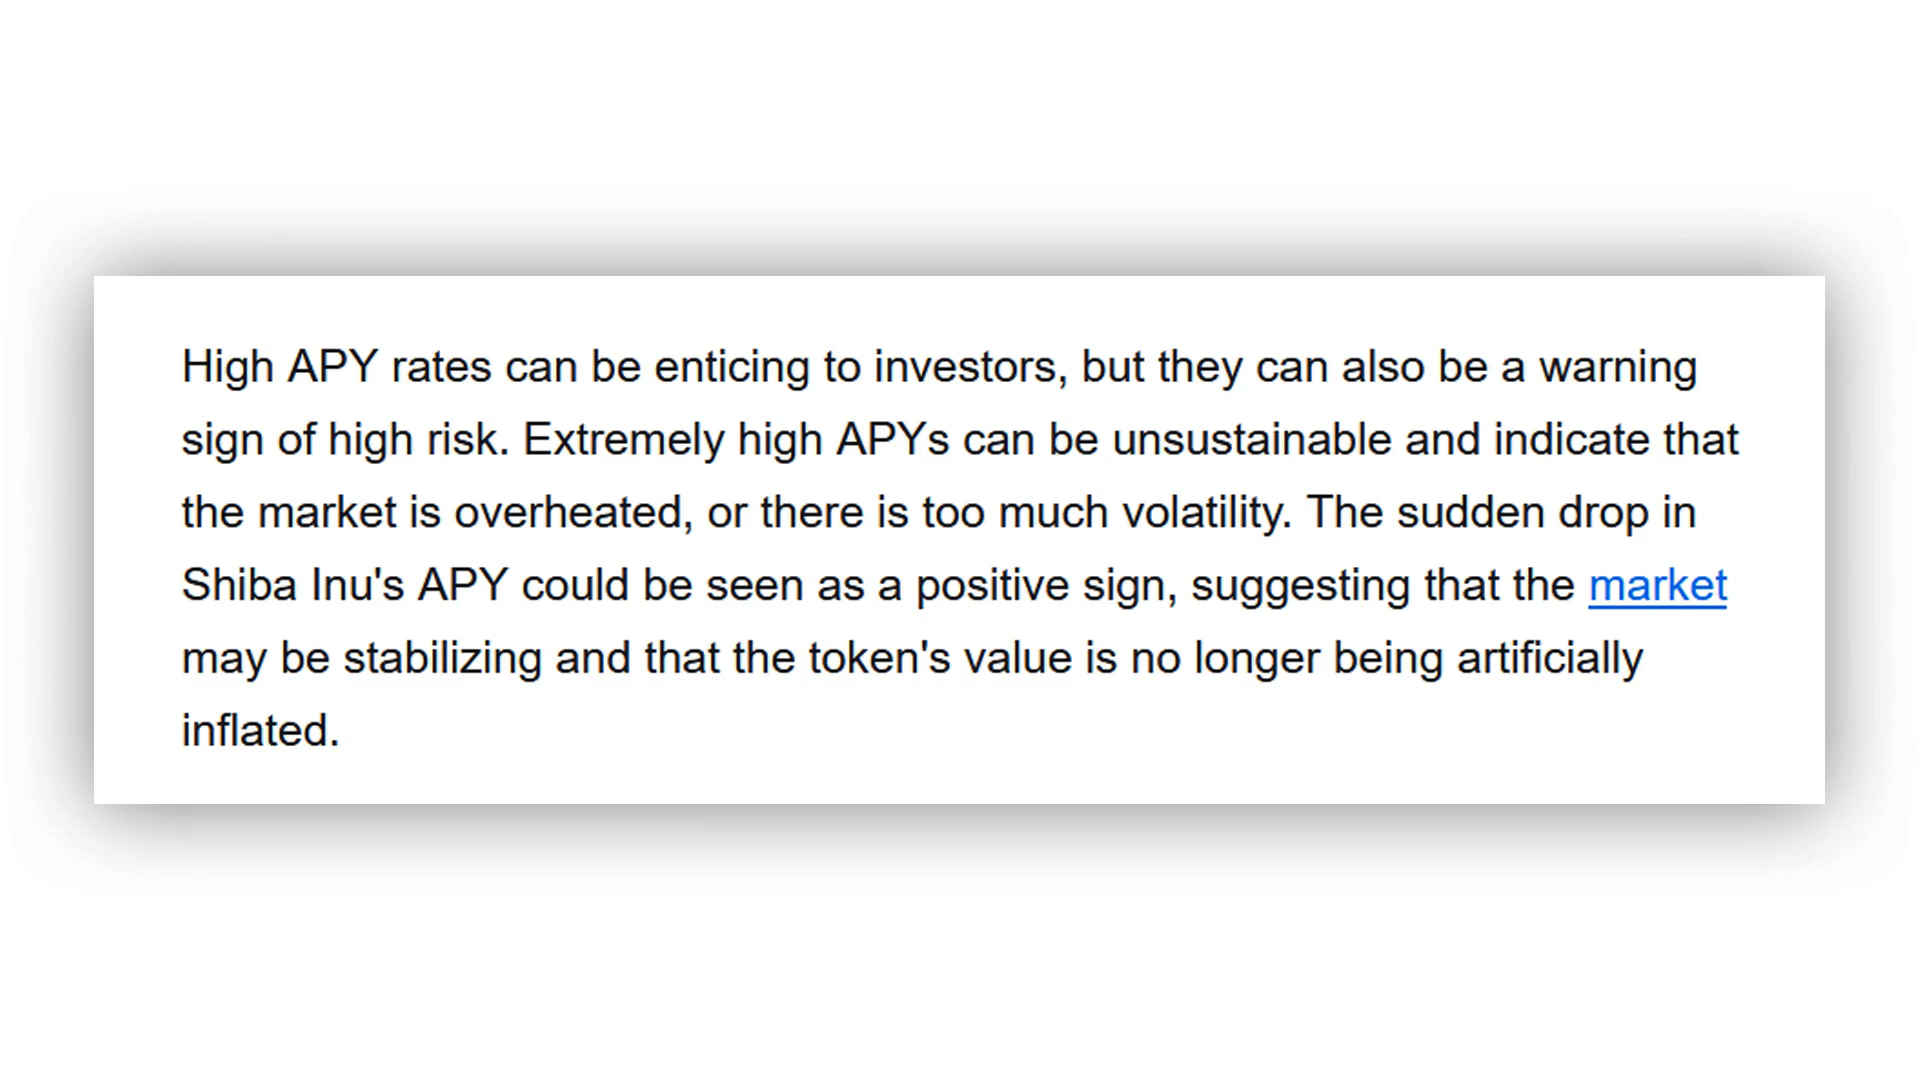 High APY rates can be enticing to investors, but they can also be a warning
sign of high risk. Extremely high APYs can be unsustainable and indicate that
the market is overheated, or there is too much volatility. The sudden drop in
Shiba Inu's APY could be seen as a positive sign, suggesting that the market
may be stabilizing and that the token's value is no longer being artificially
inflated.